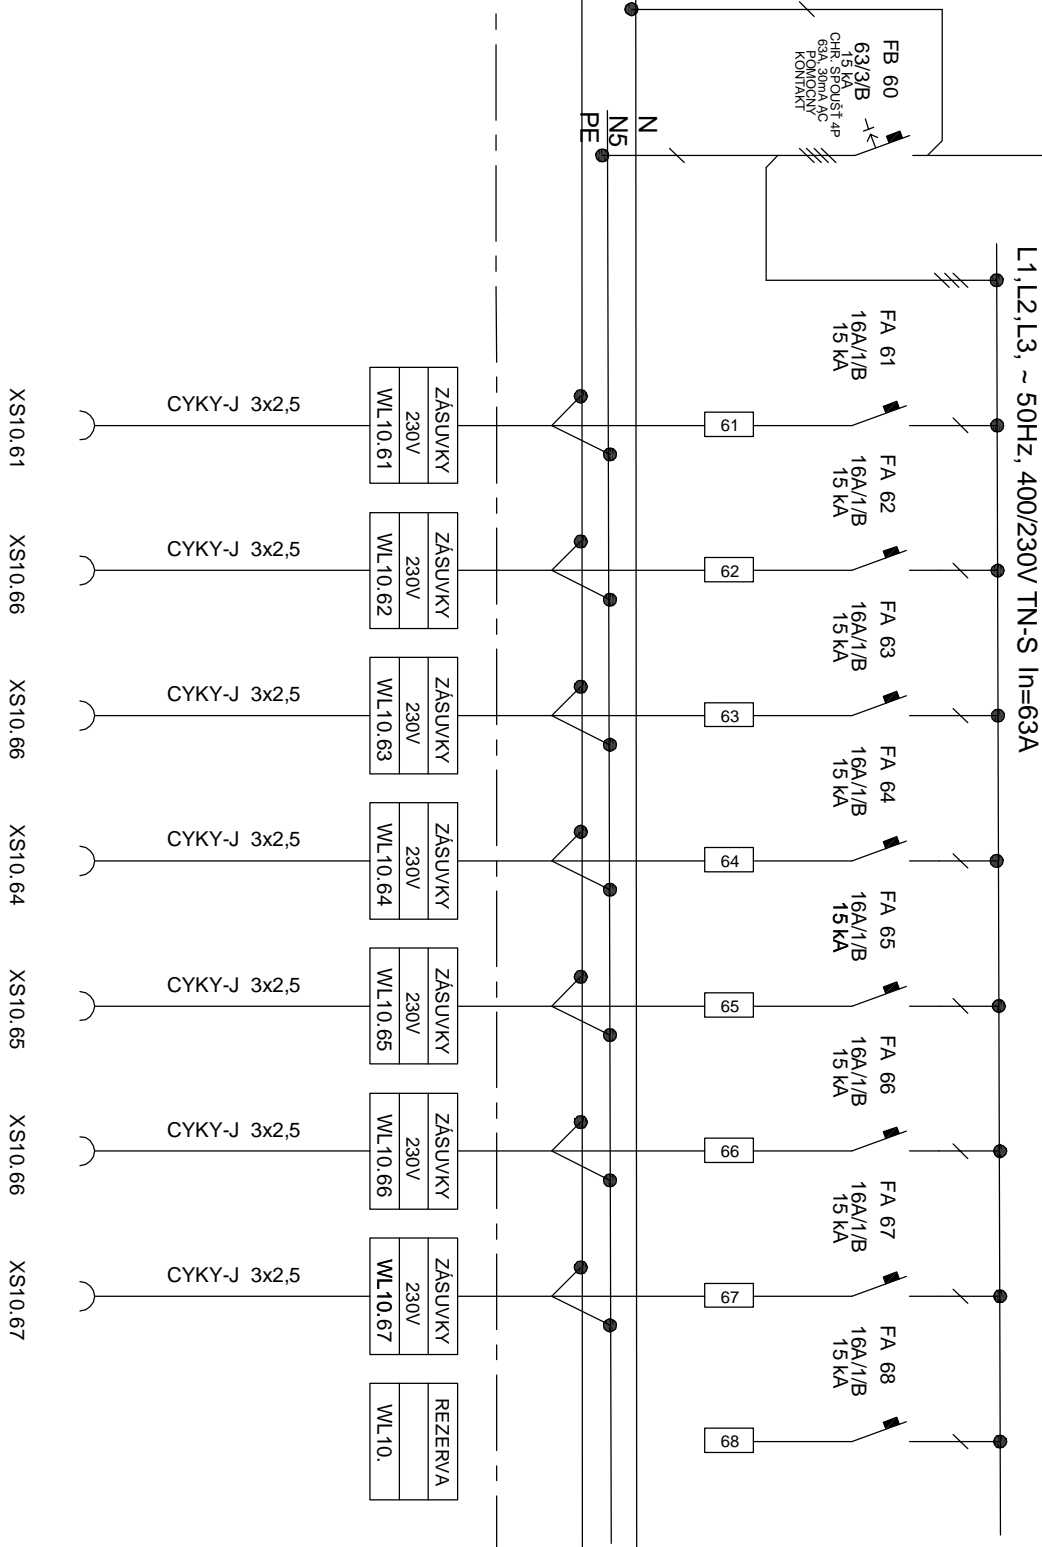 L1,L2,L3, ~ 50Hz, 400/230V TN-S In=63A
FB 60
63/3/B
15 kA
CHR. SPOUŠŤ 4P
63A, 30mA AC
POMOCNÝ
KONTAKT
N
N5
PE
FA 61
16A/1/B
15 kA
FA 62
16A/1/B
15 kA
FA 63
16A/1/B
15 kA
FA 64
16A/1/B
15 kA
FA 65
16A/1/B
15 kA
FA 66
16A/1/B
15 kA
FA 67
16A/1/B
15 kA
FA 68
16A/1/B
15 kA
61
62
63
64
65
66
67
68
ZÁSUVKY
230V
WL10.61
ZÁSUVKY
230V
WL10.62
ZÁSUVKY
230V
WL10.63
ZÁSUVKY
230V
WL10.64
ZÁSUVKY
230V
WL10.65
ZÁSUVKY
230V
WL10.66
ZÁSUVKY
230V
WL10.67
REZERVA
WL10.
CYKY-J 3x2,5
CYKY-J 3x2,5
CYKY-J 3x2,5
CYKY-J 3x2,5
CYKY-J 3x2,5
CYKY-J 3x2,5
CYKY-J 3x2,5
XS10.61
XS10.66
XS10.66
XS10.64
XS10.65
XS10.66
XS10.67